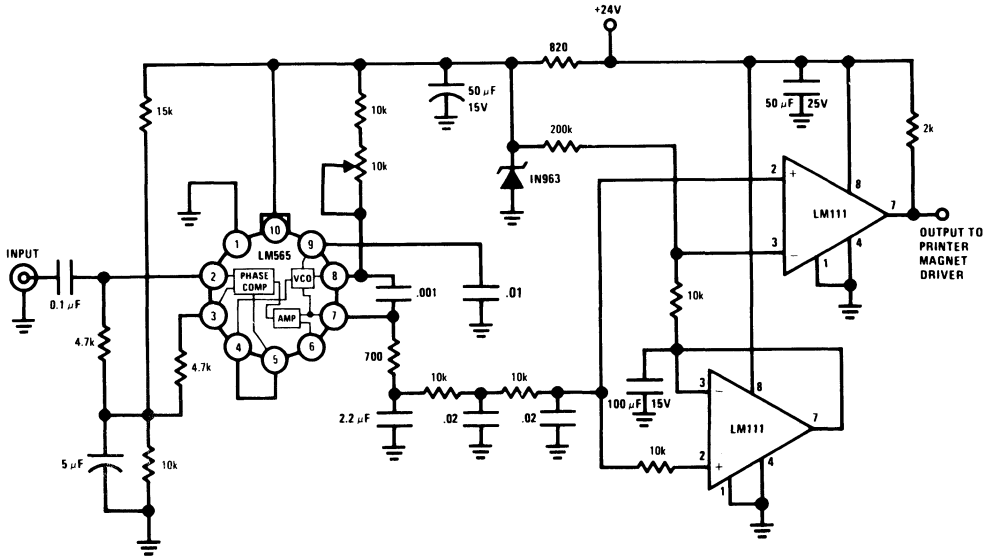 +24V
820
15k
10k
50 µF
15V
50 µF 25V
2k
10k
200k
IN963
2
+
8
LM111
7
3
−
4
1
OUTPUT TO
PRINTER
MAGNET
DRIVER
INPUT
0.1 µF
1
10
9
LM565
2
PHASE
COMP
VCO
8
3
AMP
7
4
5
6
.001
.01
4.7k
4.7k
700
10k
10k
10k
2.2 µF
.02
.02
100 µF 15V
3
−
8
LM111
7
10k
2
+
4
1
5 µF
10k